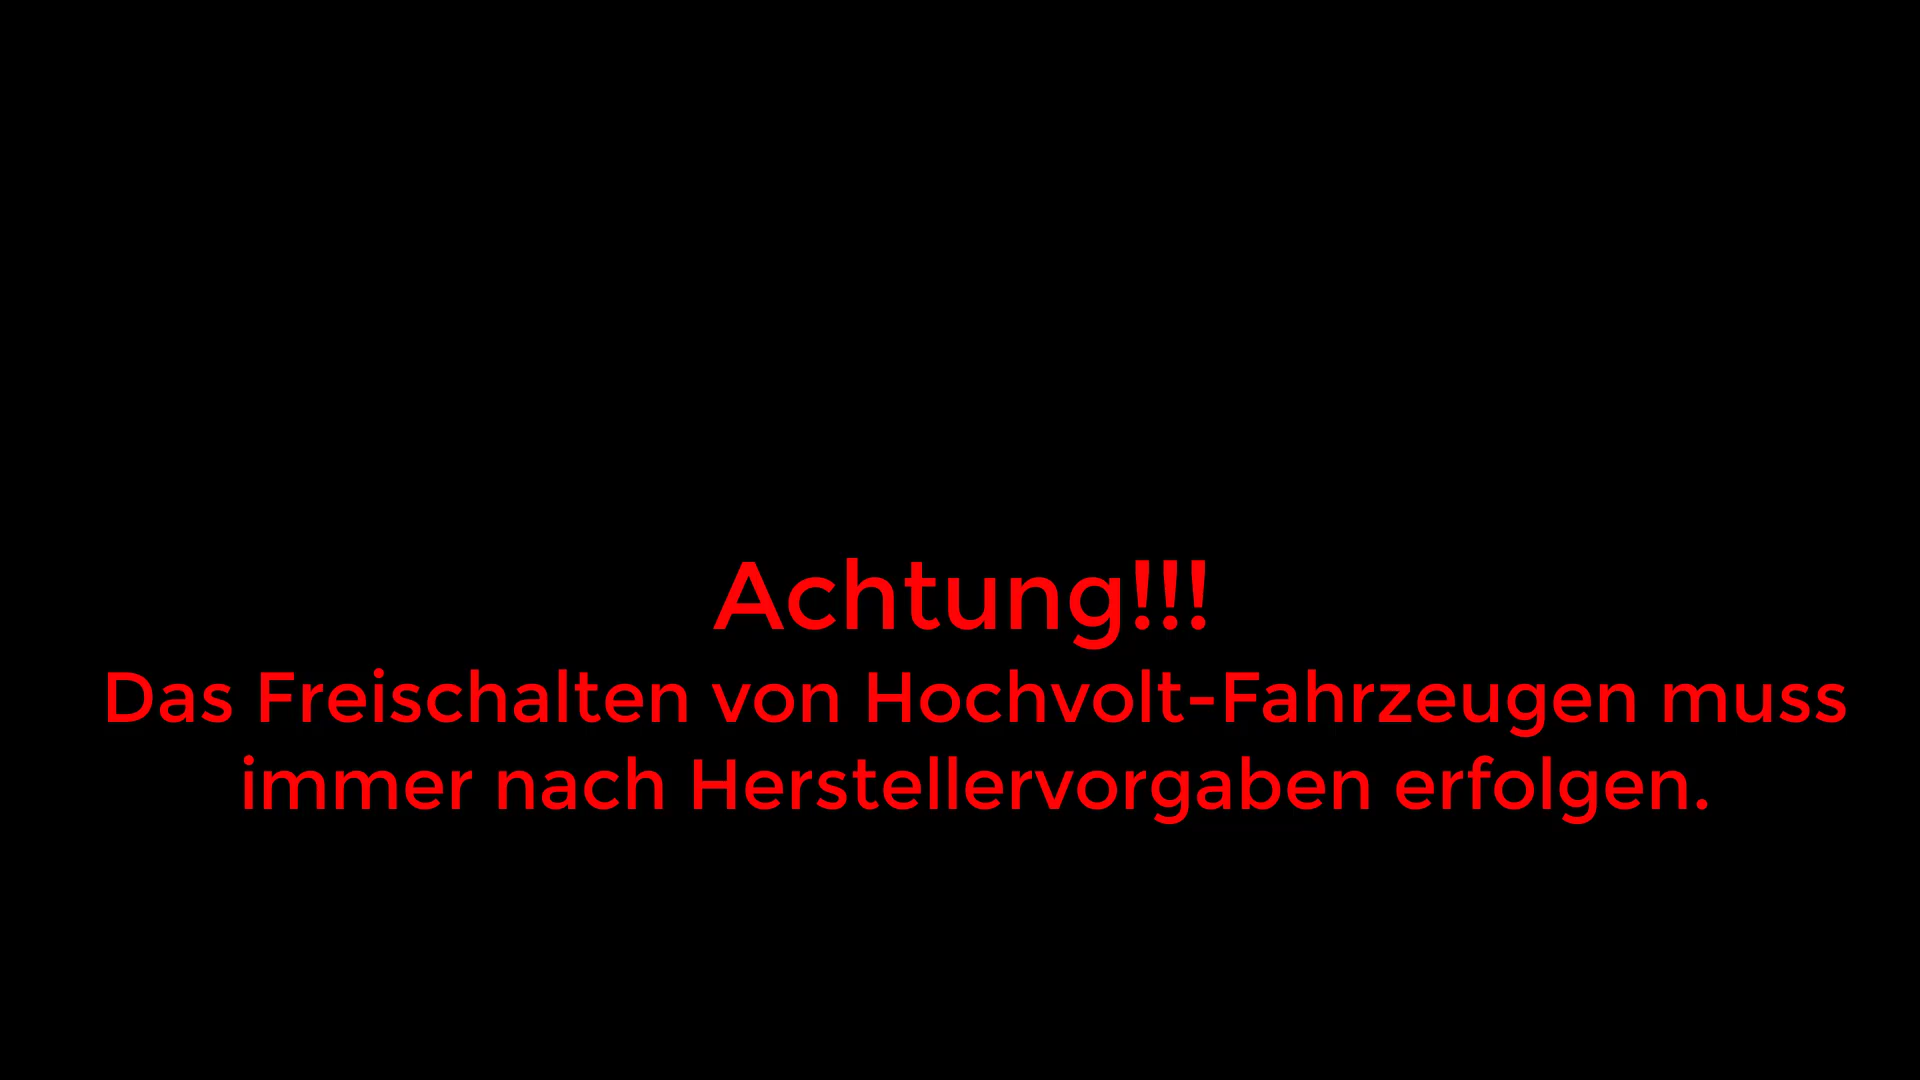 Achtung!!!
Das Freischalten von Hochvolt-Fahrzeugen muss
immer nach Herstellervorgaben erfolgen.